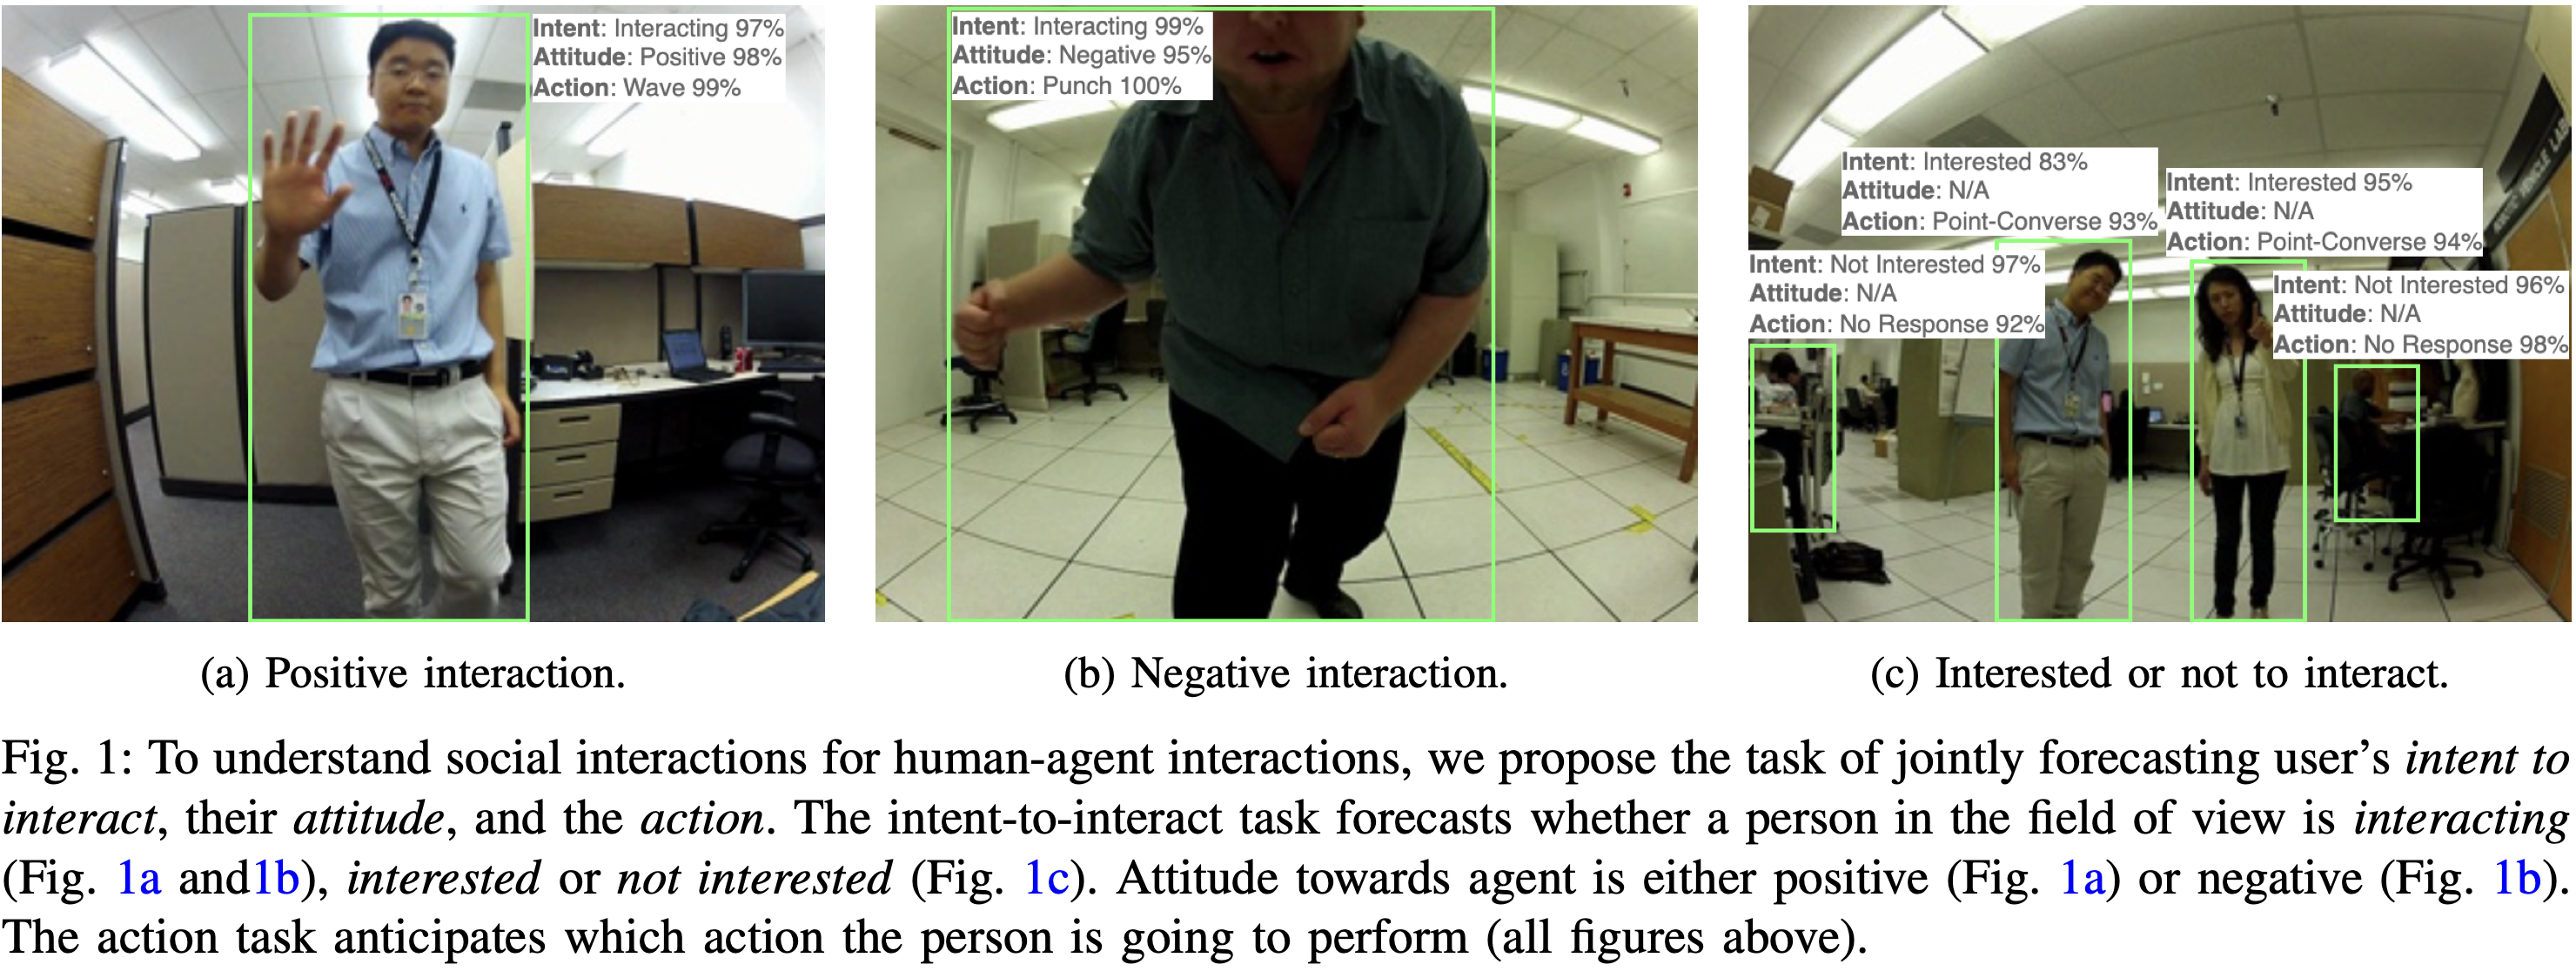 Intent: Interacting 97%
Attitude: Positive 98%
Action: Wave 99%
Intent: Interacting 99%
Attitude: Negative 95%
Action: Punch 100%
Intent: Interested 83%
Attitude: N/A
Action: Point-Converse 93%
Intent: Interested 95%
Attitude: N/A
Action: Point-Converse 94%
Intent: Not Interested 97%
Attitude: N/A
Action: No Response 92%
Intent: Not Interested 96%
Attitude: N/A
Action: No Response 98%
(a) Positive interaction.
(b) Negative interaction.
(c) Interested or not to interact.
Fig. 1: To understand social interactions for human-agent interactions, we propose the task of jointly forecasting user's intent to
interact, their attitude, and the action. The intent-to-interact task forecasts whether a person in the field of view is interacting
(Fig. 1a and1b), interested or not interested (Fig. 1c). Attitude towards agent is either positive (Fig. 1a) or negative (Fig. 1b).
The action task anticipates which action the person is going to perform (all figures above).